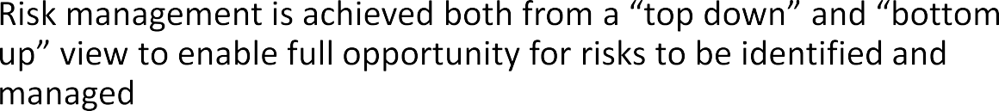 Risk management is achieved both from a “top down” and “bottom
up” view to enable full opportunity for risks to be identified and
managed